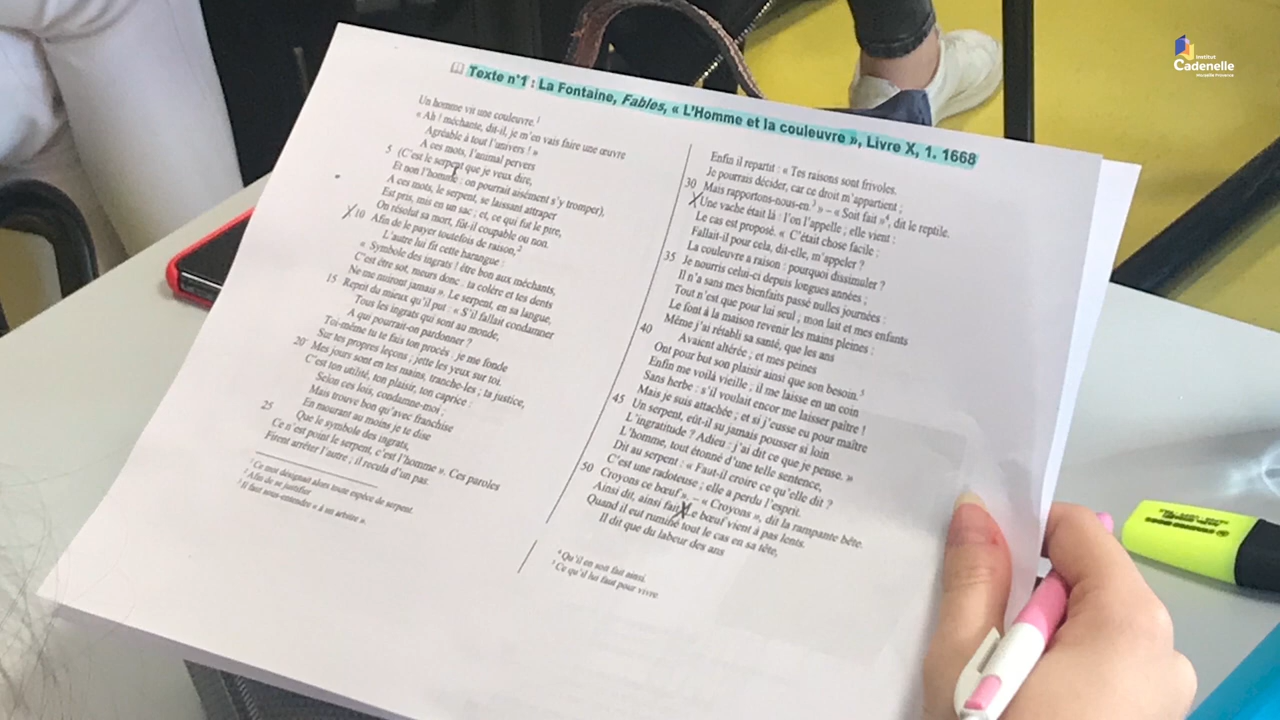 Institut
Cadenelle
Marseille Provence
Texte n°1 : La Fontaine, Fables, « L'Homme et la couleuvre », Livre X, 1. 1668
Un homme vit une couleuvre.¹
« Ah ! méchante, dit-il, je m'en vais faire une œuvre
Agréable à tout l'univers ! »
A ces mots, l'animal pervers
5 (C'est le serpent que je veux dire,
Et non l'homme : on pourrait aisément s'y tromper),
A ces mots, le serpent, se laissant attraper
Est pris, mis en un sac ; et, ce qui fut le pire,
On résolut sa mort, fût-il coupable ou non.
10 Afin de le payer toutefois de raison,²
L'autre lui fit cette harangue :
« Symbole des ingrats ! être bon aux méchants,
C'est être sot, meurs donc : ta colère et tes dents
Ne me nuiront jamais ». Le serpent, en sa langue,
15 Reprit du mieux qu'il put : « S'il fallait condamner
Tous les ingrats qui sont au monde,
A qui pourrait-on pardonner ?
Toi-même tu te fais ton procès : je me fonde
Sur tes propres leçons ; jette les yeux sur toi.
20 Mes jours sont en tes mains, tranche-les ; ta justice,
C'est ton utilité, ton plaisir, ton caprice :
Selon ces lois, condamne-moi ;
Mais trouve bon qu'avec franchise
En mourant au moins je te dise
25 Que le symbole des ingrats,
Ce n'est point le serpent, c'est l'homme ». Ces paroles
Firent arrêter l'autre ; il recula d'un pas.
¹ Ce mot désignait alors toute espèce de serpent.
² Afin de se justifier
³ Il faut sous-entendre « à un arbitre ».
Enfin il repartit : « Tes raisons sont frivoles.
Je pourrais décider, car ce droit m'appartient ;
30 Mais rapportons-nous-en.³ » – « Soit fait »⁴, dit le reptile.
Une vache était là : l'on l'appelle ; elle vient :
Le cas est proposé. « C'était chose facile :
Fallait-il pour cela, dit-elle, m'appeler ?
La couleuvre a raison : pourquoi dissimuler ?
35 Je nourris celui-ci depuis longues années ;
Il n'a sans mes bienfaits passé nulles journées :
Tout n'est que pour lui seul ; mon lait et mes enfants
Le font à la maison revenir les mains pleines :
Même j'ai rétabli sa santé, que les ans
40 Avaient altérée ; et mes peines
Ont pour but son plaisir ainsi que son besoin.⁵
Enfin me voilà vieille ; il me laisse en un coin
Sans herbe : s'il voulait encor me laisser paître !
Mais je suis attachée ; et si j'eusse eu pour maître
45 Un serpent, eût-il su jamais pousser si loin
L'ingratitude ? Adieu : j'ai dit ce que je pense. »
L'homme, tout étonné d'une telle sentence,
Dit au serpent : « Faut-il croire ce qu'elle dit ?
C'est une radoteuse ; elle a perdu l'esprit.
50 Croyons ce bœuf ». – « Croyons », dit la rampante bête.
Ainsi dit, ainsi fait. Le bœuf vient à pas lents.
Quand il eut ruminé tout le cas en sa tête,
Il dit que du labeur des ans
⁴ Qu'il en soit fait ainsi.
⁵ Ce qu'il lui faut pour vivre